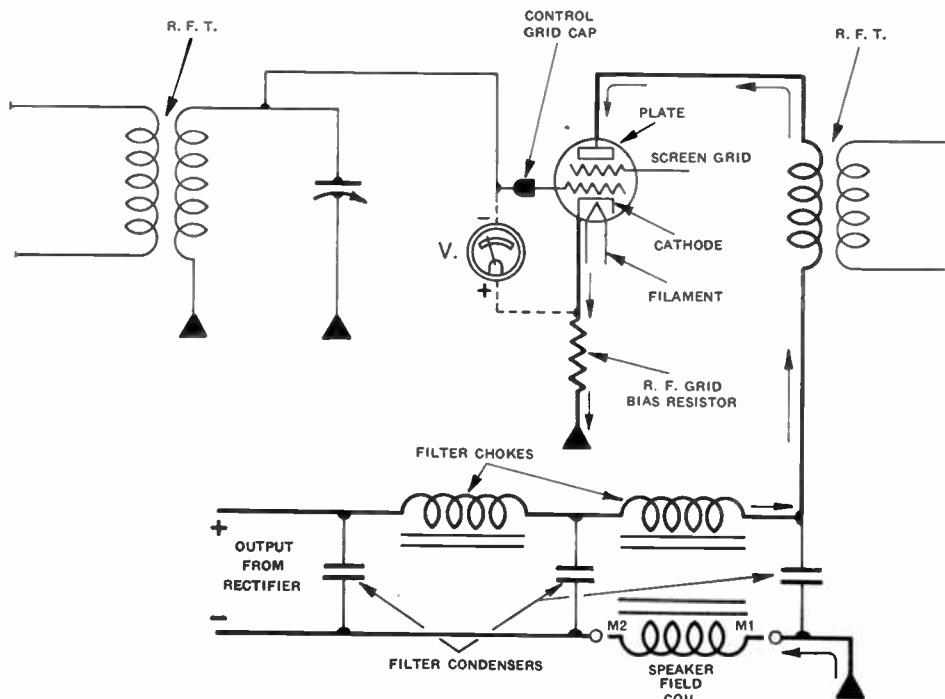 CONTROL
GRID CAP
R. F. T.
R. F. T.
PLATE
SCREEN GRID
CATHODE
FILAMENT
−
V.
+
R. F. GRID
BIAS RESISTOR
FILTER CHOKES
+
OUTPUT
FROM
RECTIFIER
−
M2
M1
FILTER CONDENSERS
SPEAKER
FIELD
COIL